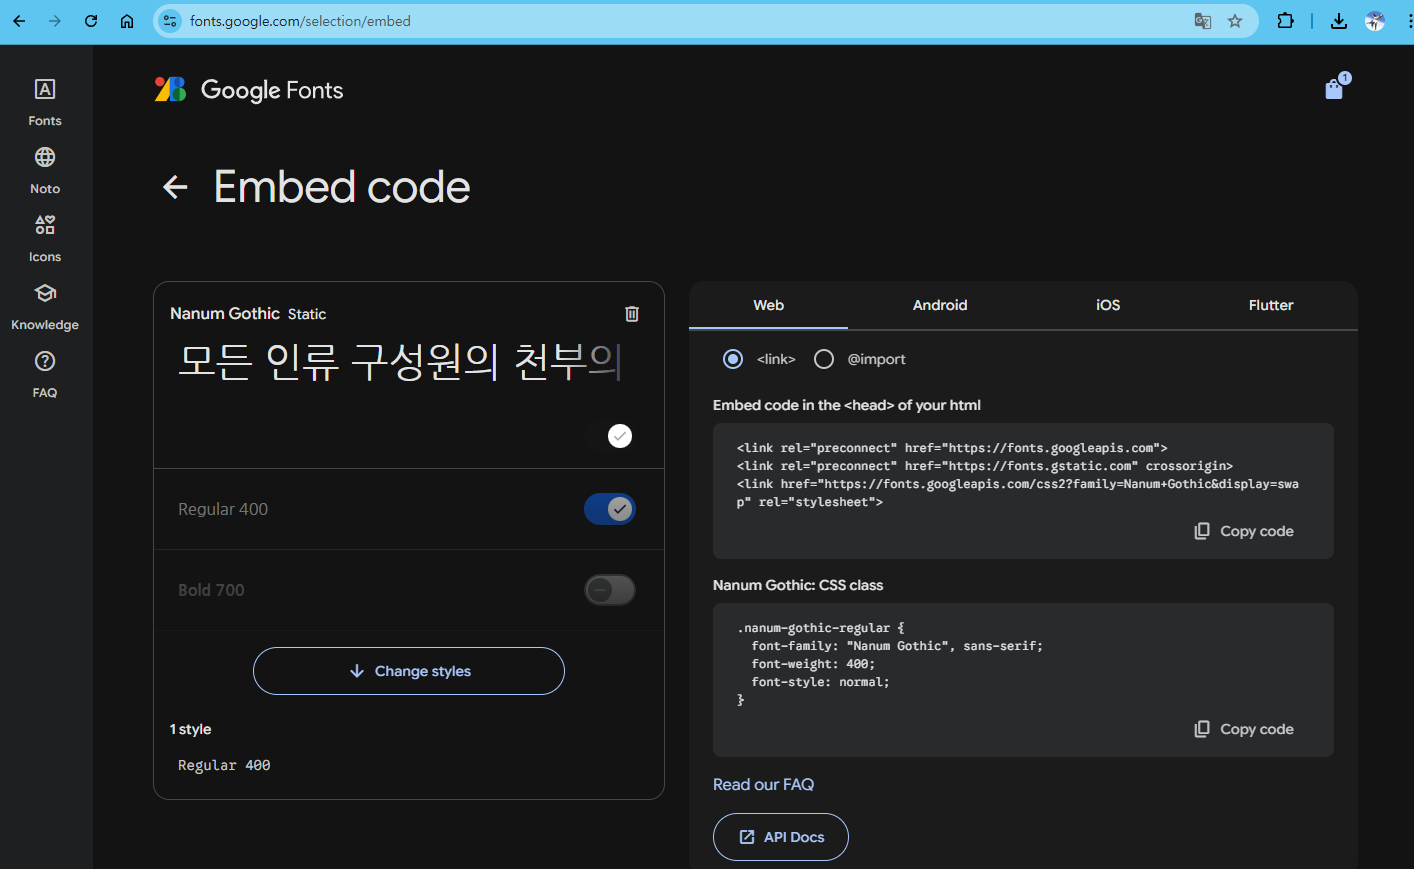 fonts.google.com/selection/embed
Google Fonts
1
Fonts
Noto
Icons
Knowledge
FAQ
Embed code
Nanum Gothic Static
모든 인류 구성원의 천부의
Regular 400
Bold 700
Change styles
1 style
Regular 400
Web Android iOS Flutter
<link> @import
Embed code in the <head> of your html
<link rel="preconnect" href="https://fonts.googleapis.com">
<link rel="preconnect" href="https://fonts.gstatic.com" crossorigin>
<link href="https://fonts.googleapis.com/css2?family=Nanum+Gothic&display=swa
p" rel="stylesheet">
Copy code
Nanum Gothic: CSS class
.nanum-gothic-regular {
font-family: "Nanum Gothic", sans-serif;
font-weight: 400;
font-style: normal;
}
Copy code
Read our FAQ
API Docs